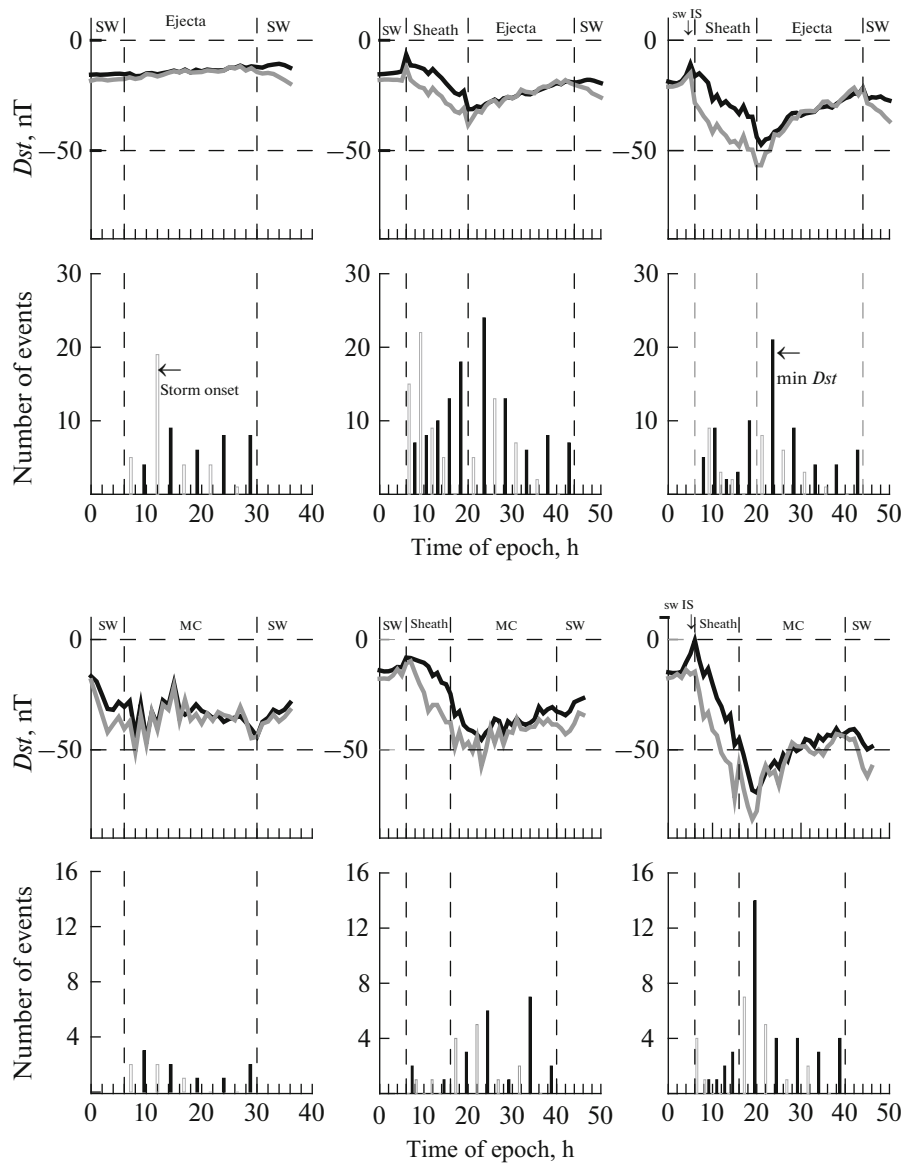 SW Ejecta SW
SW Sheath Ejecta SW
sw IS
Sheath Ejecta SW
0
−50
Dst, nT
0
−50
0
−50
30
20
10
Number of events
Storm onset
0 10 20 30 40
30
20
10
0 10 20 30 40 50
30
20
10
min Dst
0 10 20 30 40 50
Time of epoch, h
SW MC SW
SW Sheath MC SW
sw IS
Sheath MC SW
0
−50
Dst, nT
0
−50
0
−50
16
12
8
4
Number of events
0 10 20 30 40
16
12
8
4
0 10 20 30 40 50
16
12
8
4
0 10 20 30 40 50
Time of epoch, h